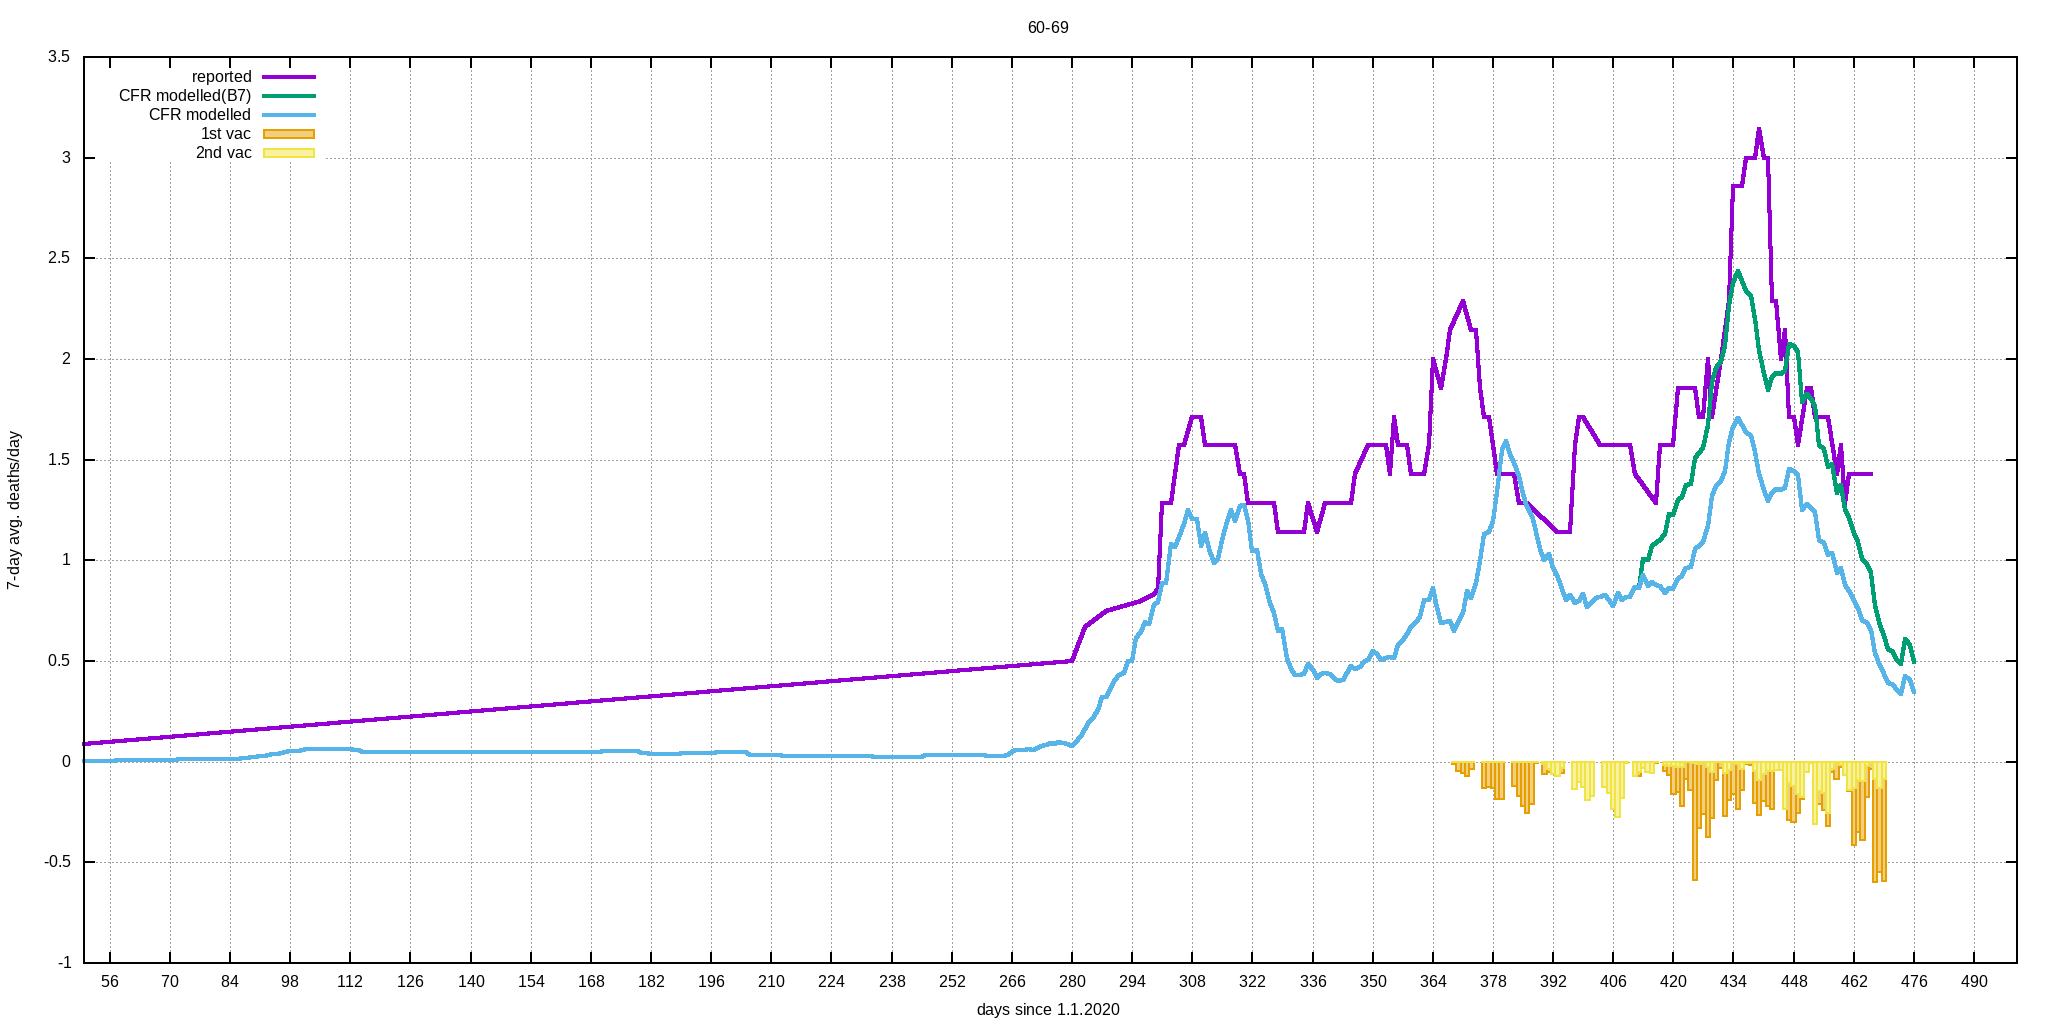 60-69
3.5
3
2.5
2
1.5
1
0.5
0
-0.5
-1
7-day avg. deaths/day
reported
CFR modelled(B7)
CFR modelled
1st vac
2nd vac
56 70 84 98 112 126 140 154 168 182 196 210 224 238 252 266 280 294 308 322 336 350 364 378 392 406 420 434 448 462 476 490
days since 1.1.2020